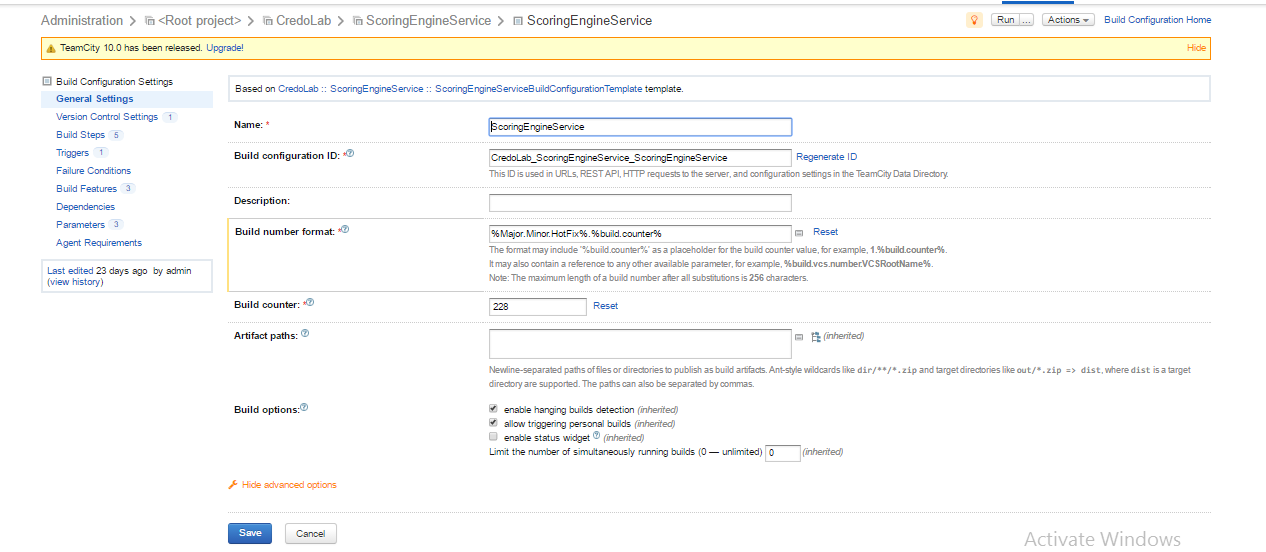 Administration > <Root project> > CredoLab > ScoringEngineService > ScoringEngineService
Run ... Actions Build Configuration Home
TeamCity 10.0 has been released. Upgrade! Hide
Build Configuration Settings
General Settings
Version Control Settings 1
Build Steps 5
Triggers 1
Failure Conditions
Build Features 3
Dependencies
Parameters 3
Agent Requirements
Last edited 23 days ago by admin
(view history)
Based on CredoLab :: ScoringEngineService :: ScoringEngineServiceBuildConfigurationTemplate template.
Name: * ScoringEngineService
Build configuration ID: * CredoLab_ScoringEngineService_ScoringEngineService Regenerate ID
This ID is used in URLs, REST API, HTTP requests to the server, and configuration settings in the TeamCity Data Directory.
Description:
Build number format: * %Major.Minor.HotFix%.%build.counter% Reset
The format may include '%build.counter%' as a placeholder for the build counter value, for example, 1.%build.counter%.
It may also contain a reference to any other available parameter, for example, %build.vcs.number.VCSRootName%.
Note: The maximum length of a build number after all substitutions is 256 characters.
Build counter: * 228 Reset
Artifact paths: (inherited)
Newline-separated paths of files or directories to publish as build artifacts. Ant-style wildcards like dir/**/*.zip and target directories like out/*.zip => dist, where dist is a target
directory are supported. The paths can also be separated by commas.
Build options: enable hanging builds detection (inherited)
allow triggering personal builds (inherited)
enable status widget (inherited)
Limit the number of simultaneously running builds (0 — unlimited) 0 (inherited)
Hide advanced options
Save Cancel
Activate Windows